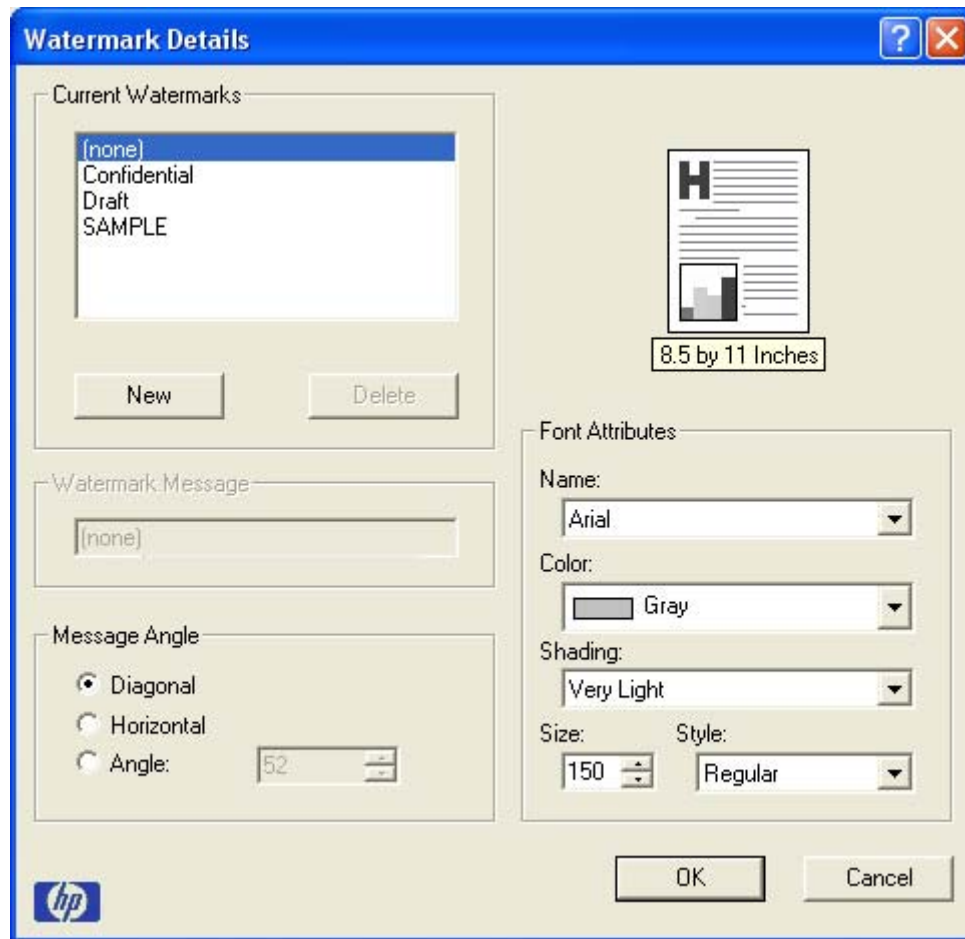 Watermark Details
Current Watermarks
(none)
Confidential
Draft
SAMPLE
New
Delete
Watermark Message
(none)
Message Angle
Diagonal
Horizontal
Angle:
52
H
8.5 by 11 Inches
Font Attributes
Name:
Arial
Color:
Gray
Shading:
Very Light
Size:
Style:
150
Regular
OK
Cancel
hp